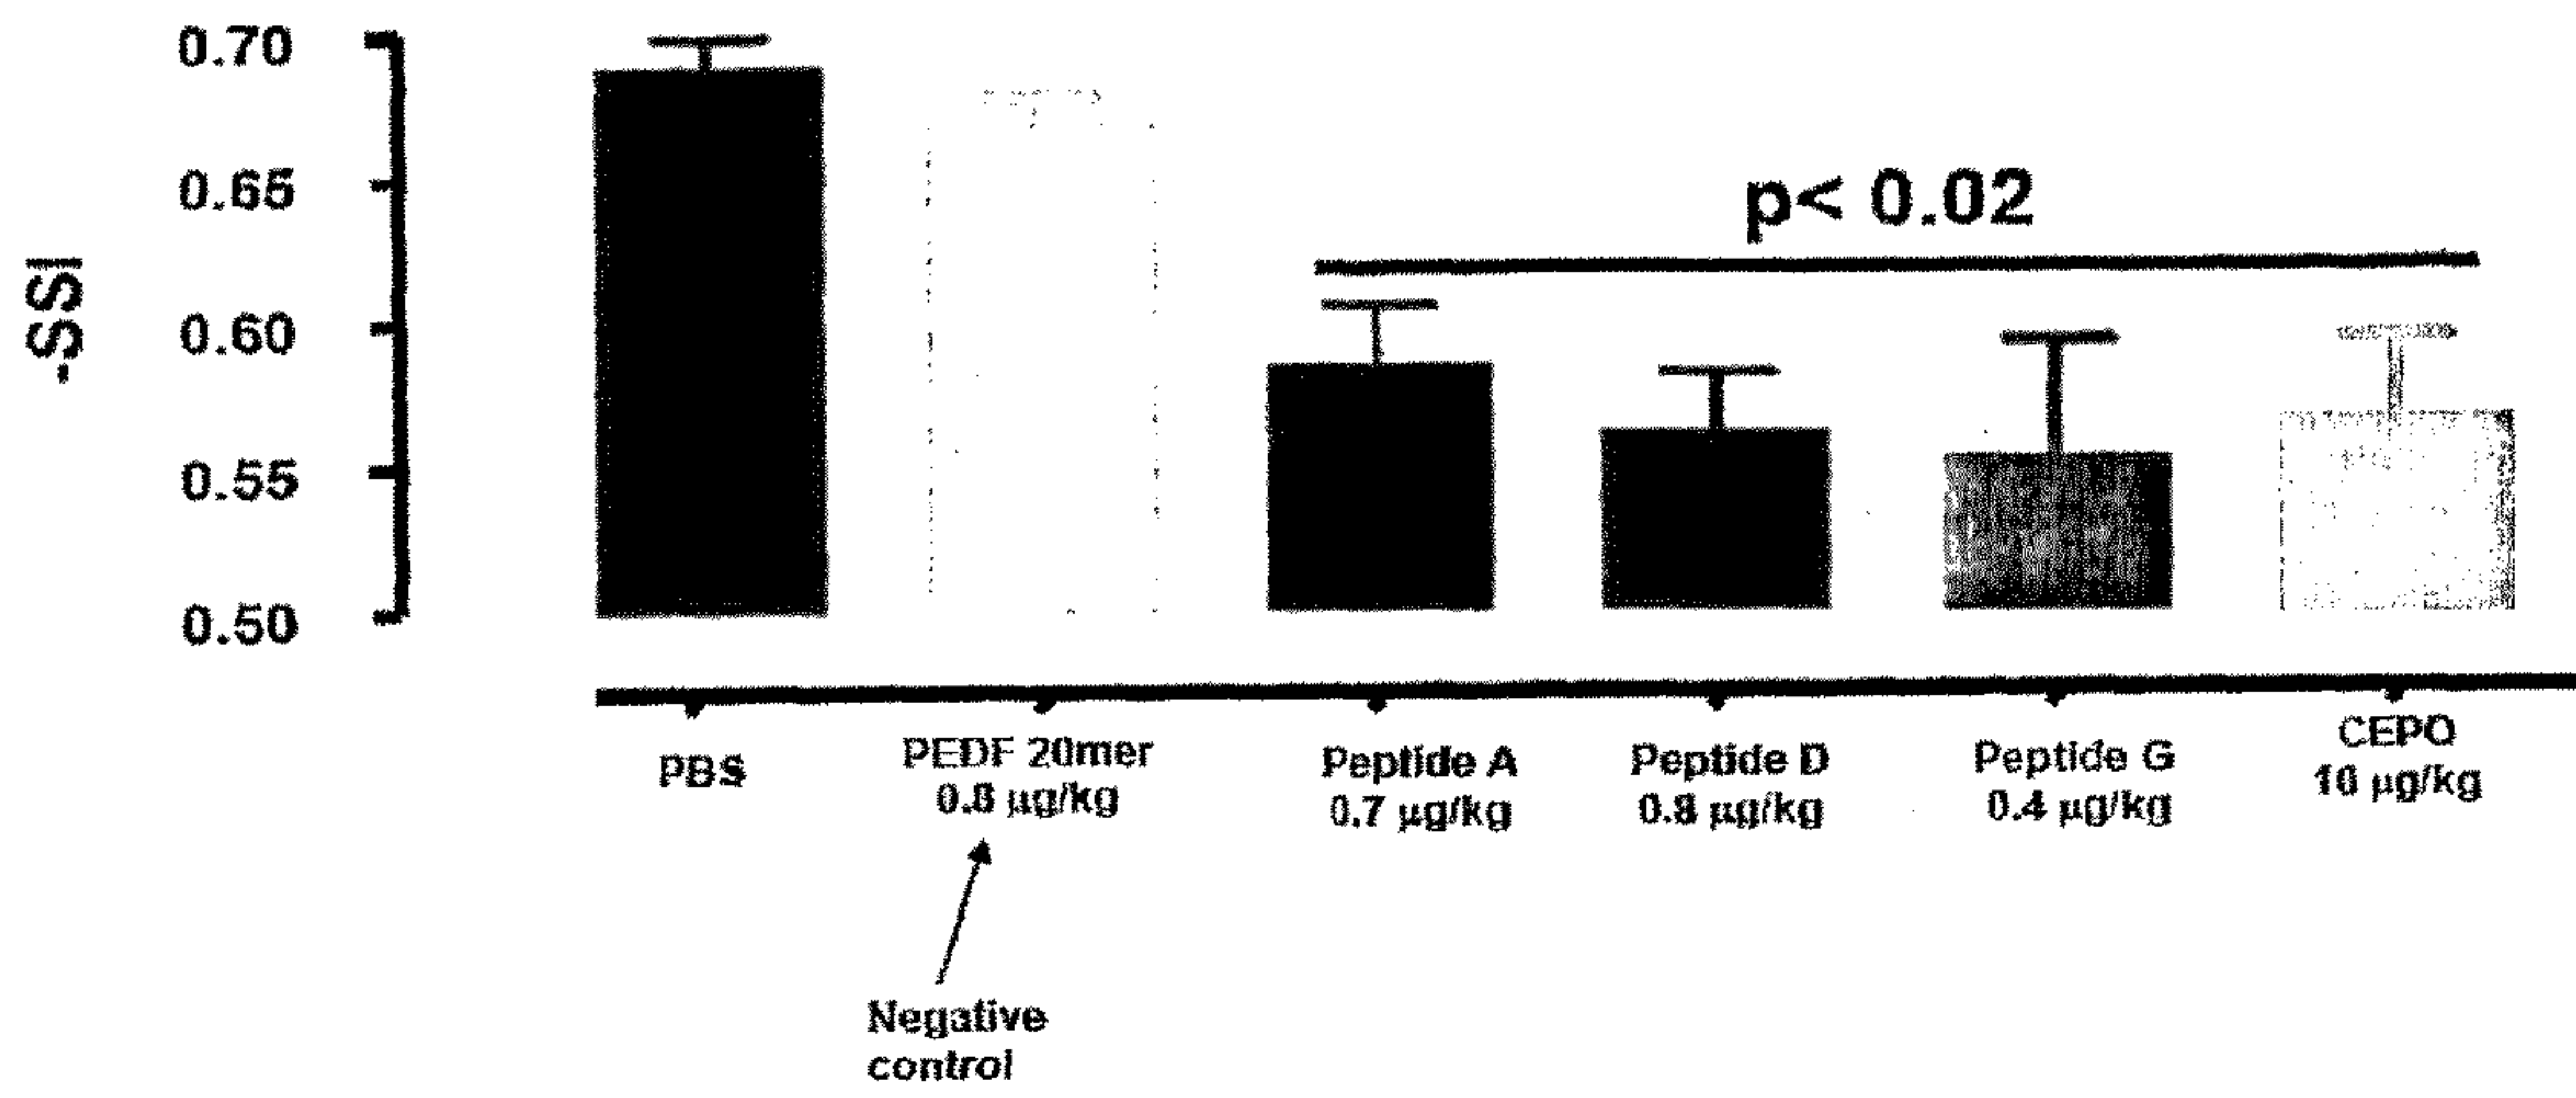 0.70
0.65
0.60
0.55
0.50
-SSI
p< 0.02
PBS
PEDF 20mer
μg/kg
Peptide A
0.7 μg/kg
Peptide D
0.8 μg/kg
Peptide G
0.4 μg/kg
CEPO
10 μg/kg
Negative
control